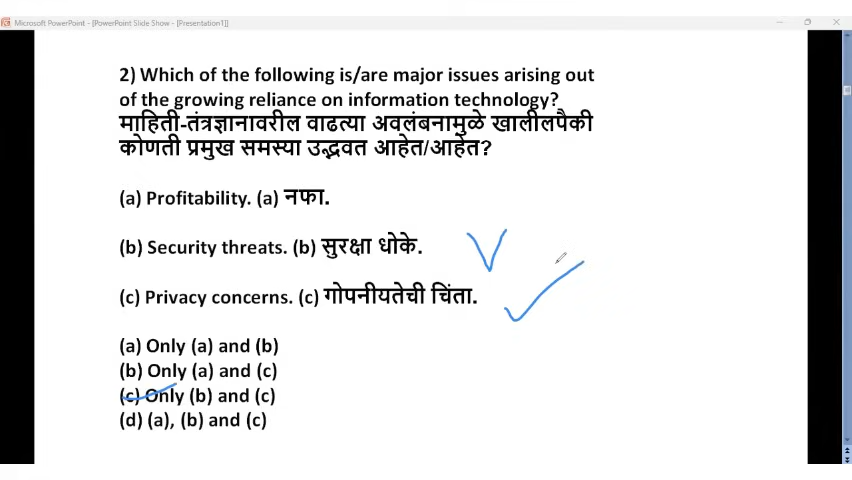 Microsoft PowerPoint - [PowerPoint Slide Show - [Presentation1]]
2) Which of the following is/are major issues arising out
of the growing reliance on information technology?
माहिती-तंत्रज्ञानावरील वाढत्या अवलंबनामुळे खालीलपैकी
कोणती प्रमुख समस्या उद्भवत आहेत/आहेत?
(a) Profitability. (a) नफा.
(b) Security threats. (b) सुरक्षा धोके.
(c) Privacy concerns. (c) गोपनीयतेची चिंता.
(a) Only (a) and (b)
(b) Only (a) and (c)
(c) Only (b) and (c)
(d) (a), (b) and (c)